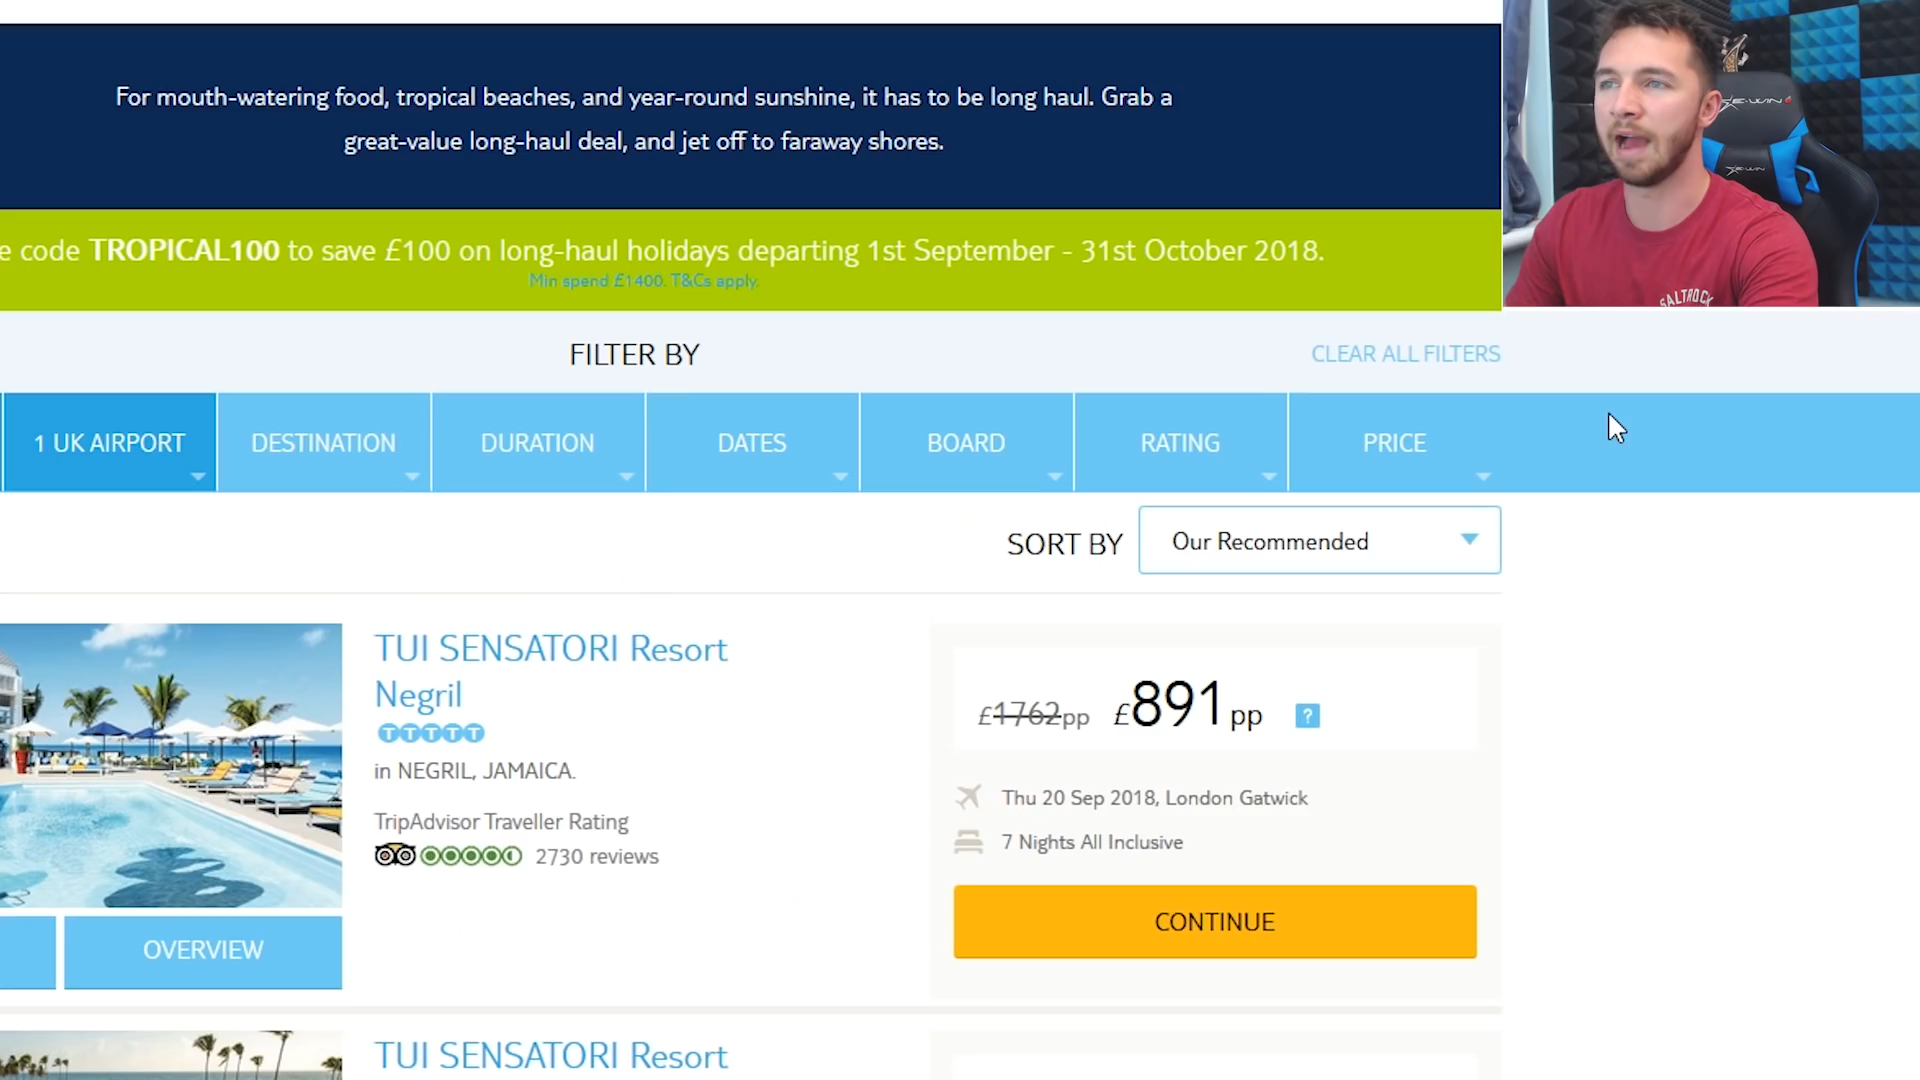 For mouth-watering food, tropical beaches, and year-round sunshine, it has to be long haul. Grab a
great-value long-haul deal, and jet off to faraway shores.
e code TROPICAL100 to save £100 on long-haul holidays departing 1st September - 31st October 2018.
Min spend £1400. T&Cs apply.
FILTER BY
CLEAR ALL FILTERS
1 UK AIRPORT
DESTINATION
DURATION
DATES
BOARD
RATING
PRICE
SORT BY
Our Recommended
TUI SENSATORI Resort
Negril
TTTTT
in NEGRIL, JAMAICA.
TripAdvisor Traveller Rating
2730 reviews
£1762pp £891pp ?
Thu 20 Sep 2018, London Gatwick
7 Nights All Inclusive
CONTINUE
OVERVIEW
TUI SENSATORI Resort
E-WIN
E-WIN
SALTROCK